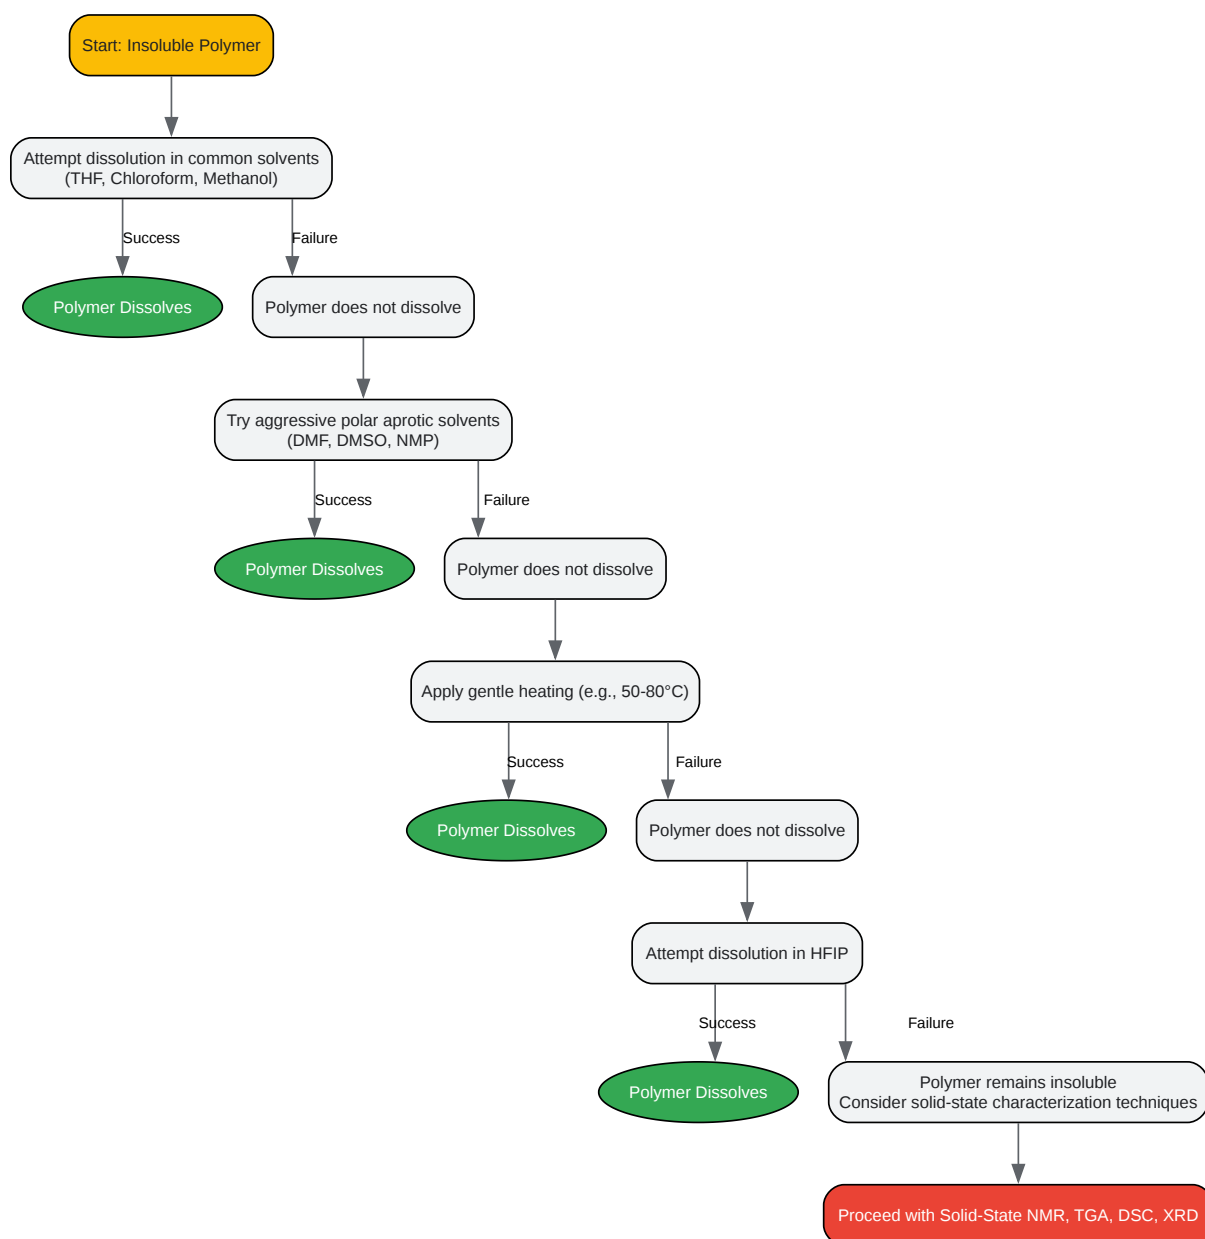 Start: Insoluble Polymer
Attempt dissolution in common solvents
(THF, Chloroform, Methanol)
Success
Failure
Polymer Dissolves
Polymer does not dissolve
Try aggressive polar aprotic solvents
(DMF, DMSO, NMP)
Success
Failure
Polymer Dissolves
Polymer does not dissolve
Apply gentle heating (e.g., 50-80°C)
Success
Failure
Polymer Dissolves
Polymer does not dissolve
Attempt dissolution in HFIP
Success
Failure
Polymer Dissolves
Polymer remains insoluble
Consider solid-state characterization techniques
Proceed with Solid-State NMR, TGA, DSC, XRD